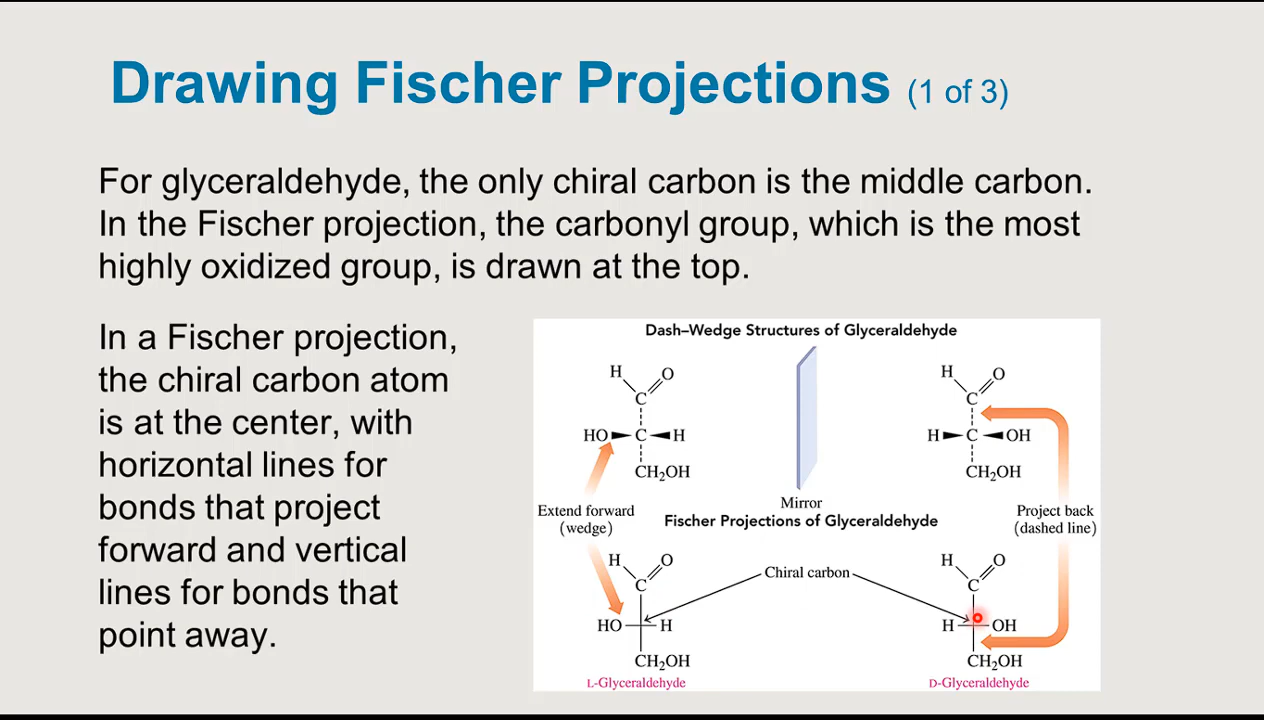 Drawing Fischer Projections (1 of 3)
For glyceraldehyde, the only chiral carbon is the middle carbon.
In the Fischer projection, the carbonyl group, which is the most
highly oxidized group, is drawn at the top.
In a Fischer projection,
the chiral carbon atom
is at the center, with
horizontal lines for
bonds that project
forward and vertical
lines for bonds that
point away.
Dash–Wedge Structures of Glyceraldehyde
H O
C
HO C H
CH₂OH
H O
C
H C OH
CH₂OH
Mirror
Extend forward
(wedge)
Project back
(dashed line)
Fischer Projections of Glyceraldehyde
Chiral carbon
H O
C
HO H
CH₂OH
L-Glyceraldehyde
H O
C
H OH
CH₂OH
D-Glyceraldehyde